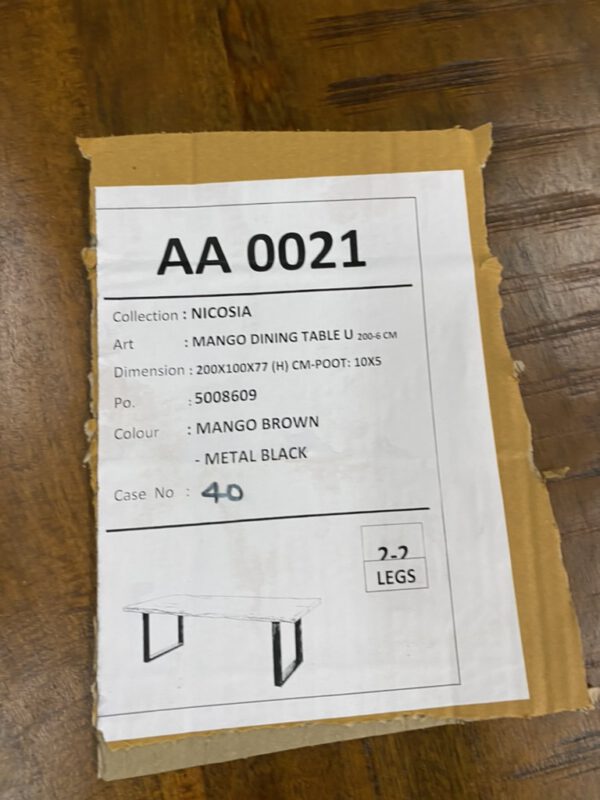 AA 0021
Collection : NICOSIA
Art : MANGO DINING TABLE U 200-6 CM
Dimension : 200X100X77 (H) CM-POOT: 10X5
Po. : 5008609
Colour : MANGO BROWN
- METAL BLACK
Case No : 40
2-2
LEGS